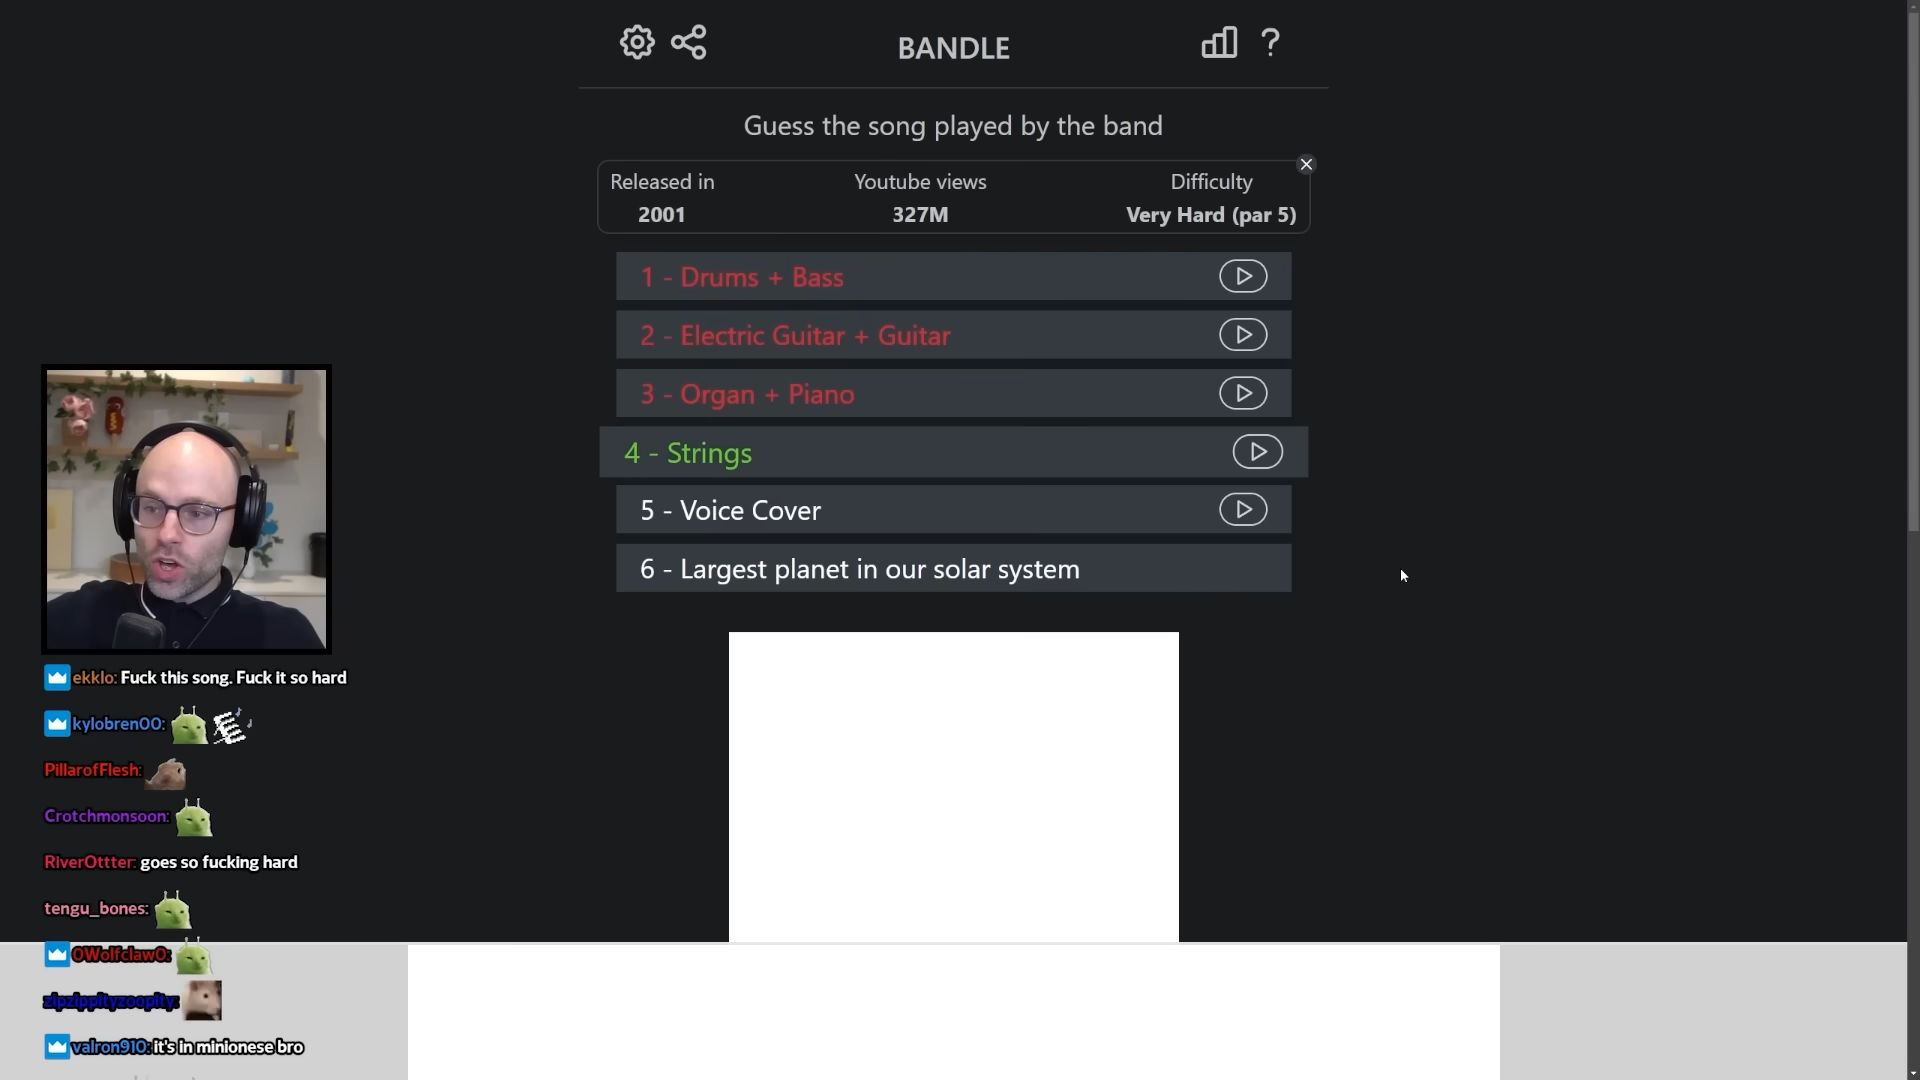 BANDLE
?
Guess the song played by the band
Released in
2001
Youtube views
327M
Difficulty
Very Hard (par 5)
1 - Drums + Bass
2 - Electric Guitar + Guitar
3 - Organ + Piano
4 - Strings
5 - Voice Cover
6 - Largest planet in our solar system
ekklo: Fuck this song. Fuck it so hard
kylobren00:
PillarofFlesh:
Crotchmonsoon:
RiverOttter: goes so fucking hard
tengu_bones:
0Wolfclaw0:
zipzippityzoopity:
valron910: it's in minionese bro